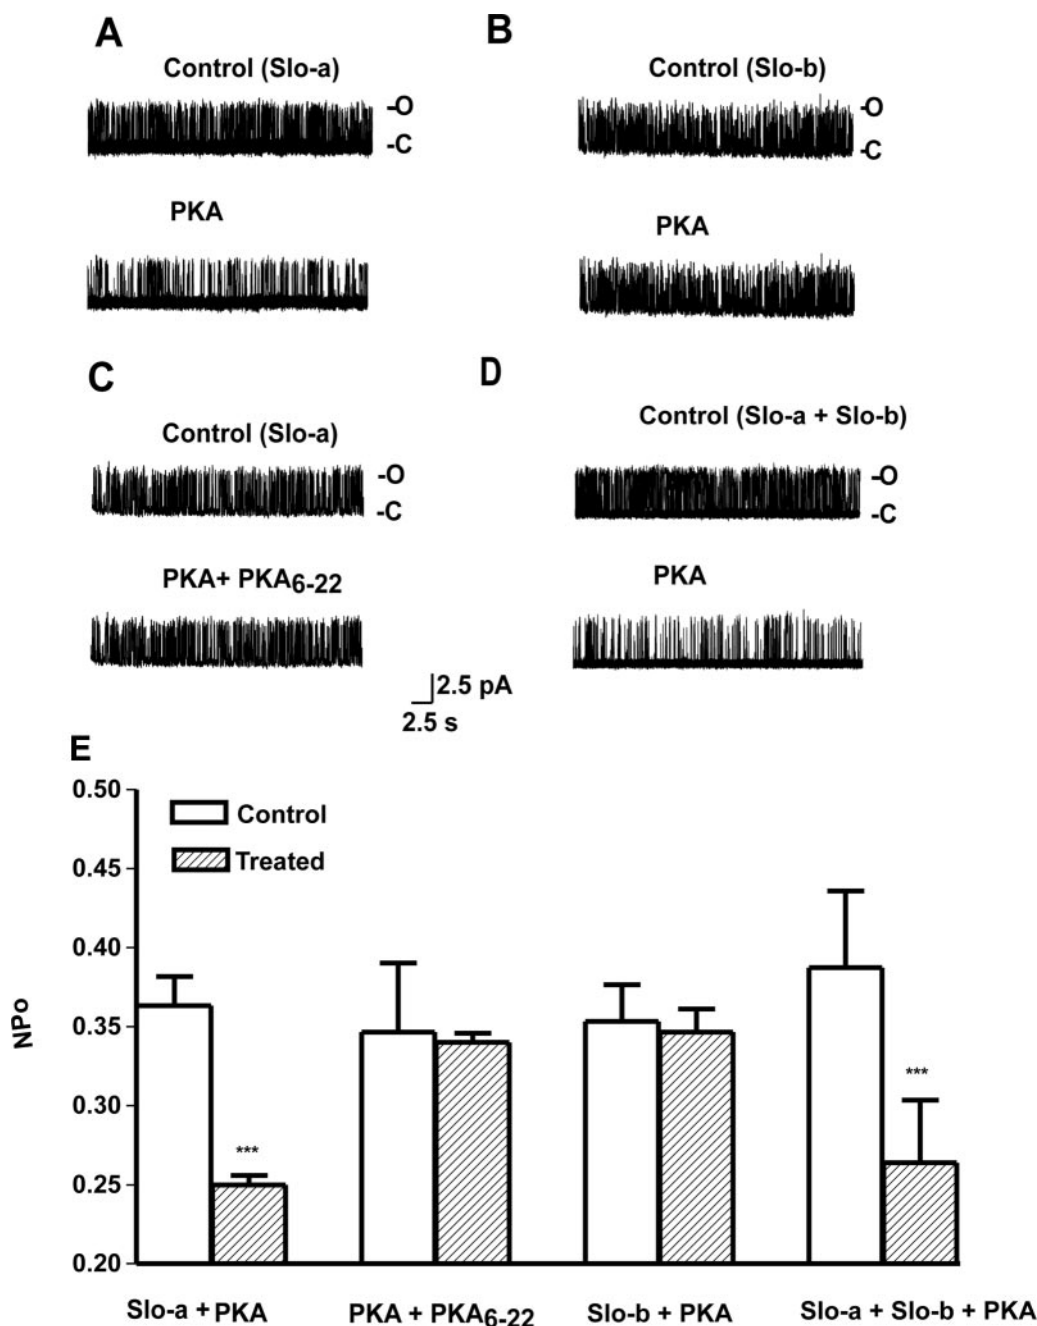 A
B
Control (Slo-a)
Control (Slo-b)
-O
-C
-O
-C
PKA
PKA
C
D
Control (Slo-a)
Control (Slo-a + Slo-b)
-O
-C
-O
-C
PKA+ PKA6-22
PKA
2.5 pA
2.5 s
E
0.50
0.45
0.40
0.35
0.30
0.25
0.20
NPo
Control
Treated
***
***
Slo-a + PKA
PKA + PKA6-22
Slo-b + PKA
Slo-a + Slo-b + PKA